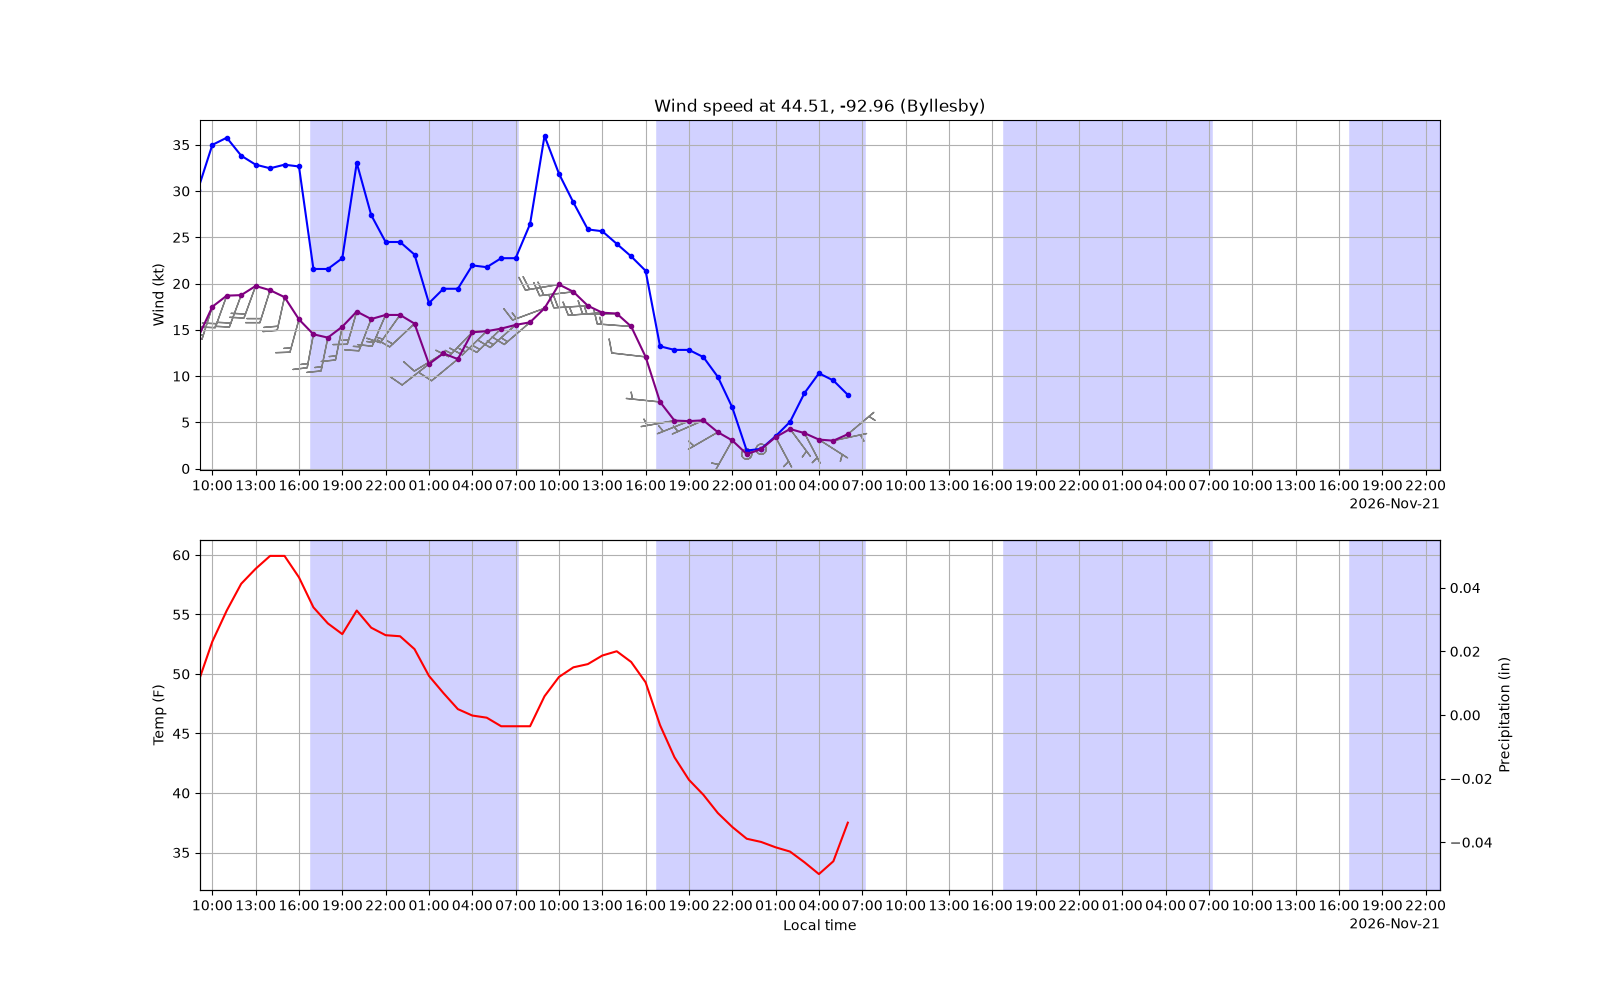 Wind speed at 44.51, -92.96 (Byllesby)
35
30
25
20
15
10
5
0
Wind (kt)
10:00 13:00 16:00 19:00 22:00 01:00 04:00 07:00 10:00 13:00 16:00 19:00 22:00 01:00 04:00 07:00 10:00 13:00 16:00 19:00 22:00 01:00 04:00 07:00 10:00 13:00 16:00 19:00 22:00
2026-Nov-21
60
55
50
45
40
35
Temp (F)
0.04
0.02
0.00
−0.02
−0.04
Precipitation (in)
10:00 13:00 16:00 19:00 22:00 01:00 04:00 07:00 10:00 13:00 16:00 19:00 22:00 01:00 04:00 07:00 10:00 13:00 16:00 19:00 22:00 01:00 04:00 07:00 10:00 13:00 16:00 19:00 22:00
Local time
2026-Nov-21